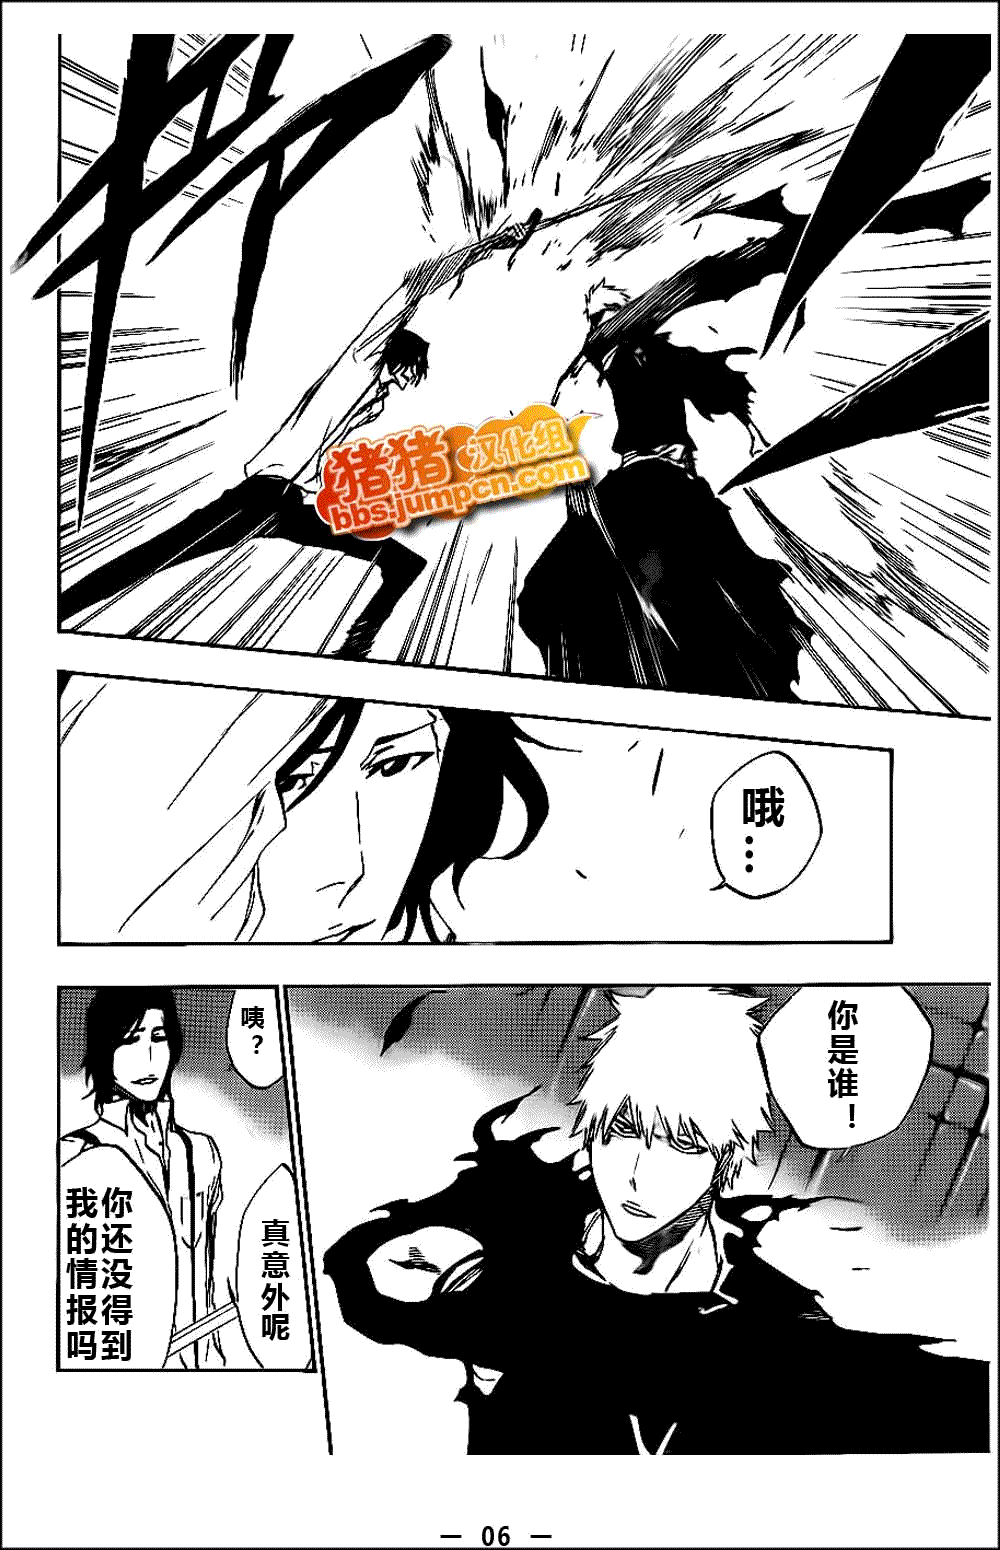 猪猪
汉化组
bbs.jumpcn.com
哦…
你是谁！
咦？
真意外呢
你还没得到
我的情报吗
— 06 —